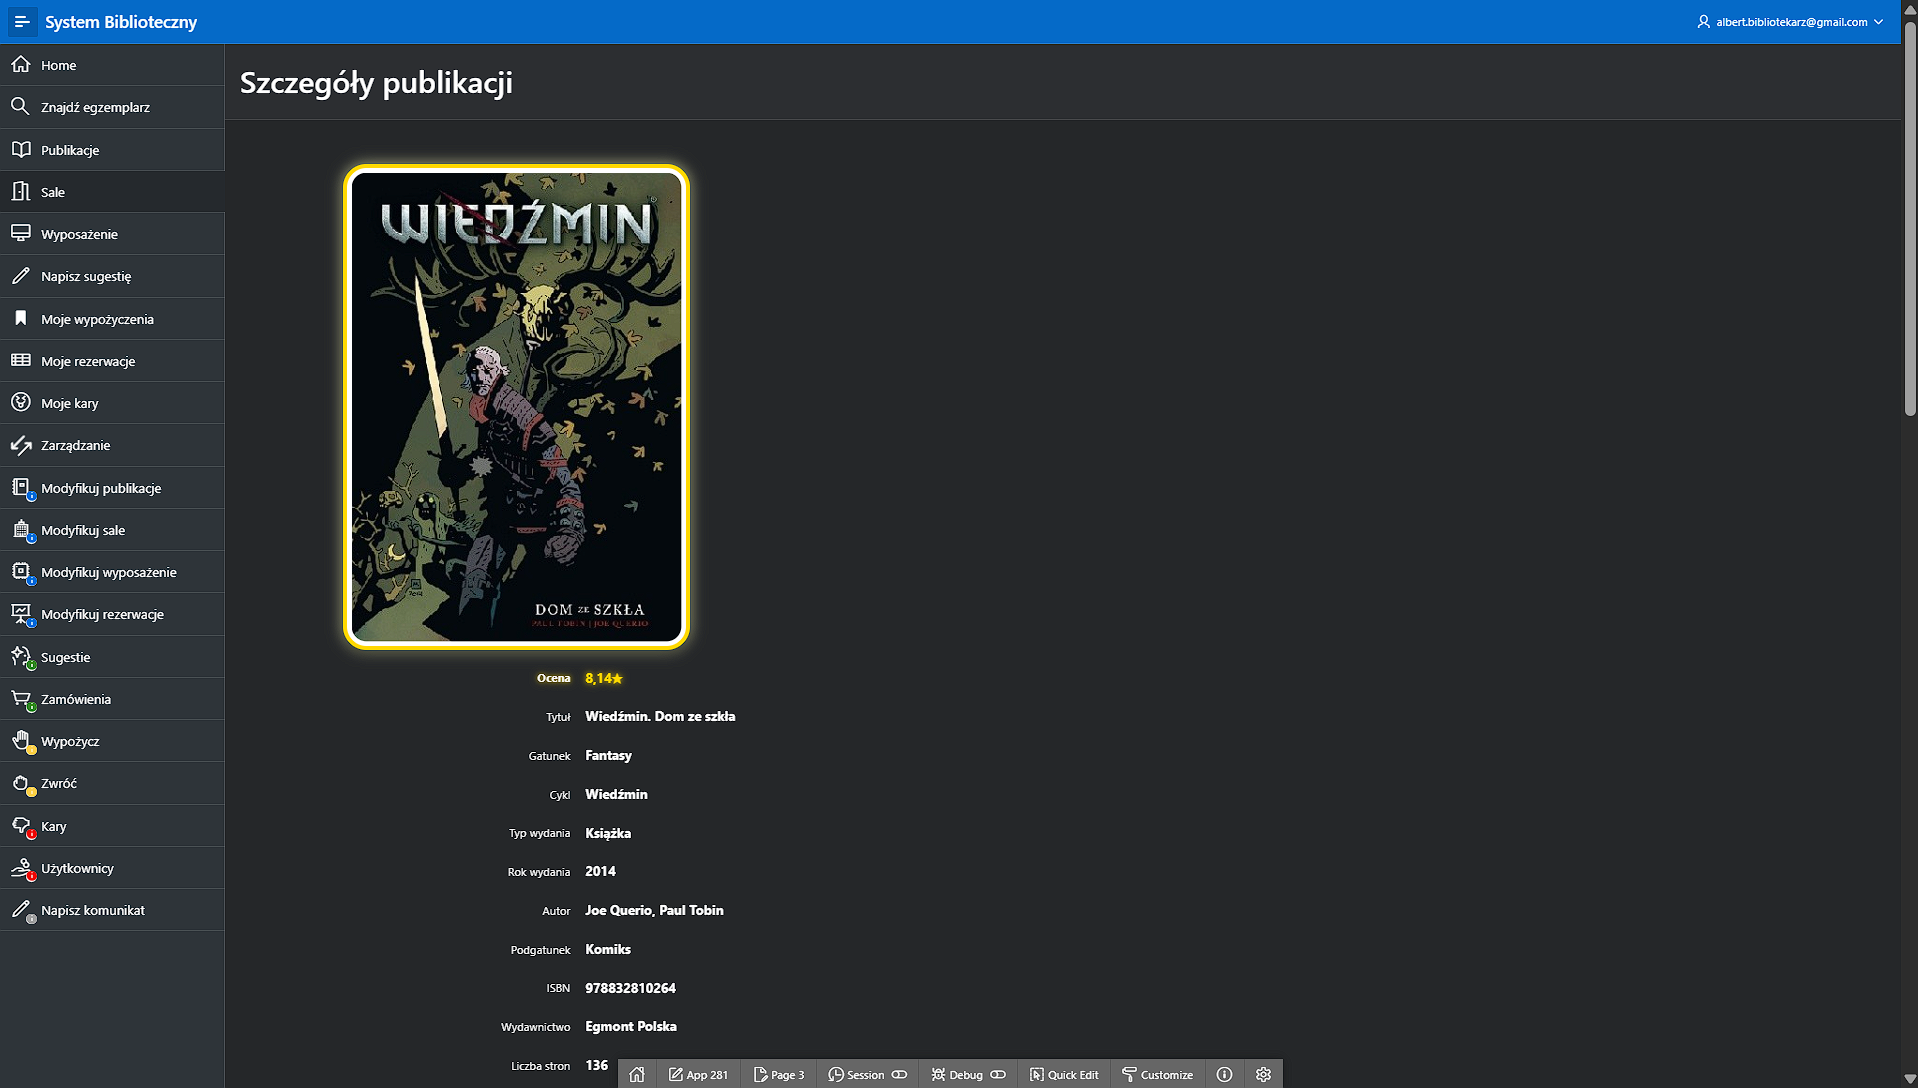 System Biblioteczny
albert.bibliotekarz@gmail.com
Home
Znajdź egzemplarz
Publikacje
Sale
Wyposażenie
Napisz sugestię
Moje wypożyczenia
Moje rezerwacje
Moje kary
Zarządzanie
Modyfikuj publikacje
Modyfikuj sale
Modyfikuj wyposażenie
Modyfikuj rezerwacje
Sugestie
Zamówienia
Wypożycz
Zwróć
Kary
Użytkownicy
Napisz komunikat
Szczegóły publikacji
WIEDŹMIN
DOM ZE SZKŁA
PAUL TOBIN | JOE QUERIO
Ocena 8,14★
Tytuł Wiedźmin. Dom ze szkła
Gatunek Fantasy
Cykl Wiedźmin
Typ wydania Książka
Rok wydania 2014
Autor Joe Querio, Paul Tobin
Podgatunek Komiks
ISBN 978832810264
Wydawnictwo Egmont Polska
Liczba stron 136
App 281 Page 3 Session Debug Quick Edit Customize